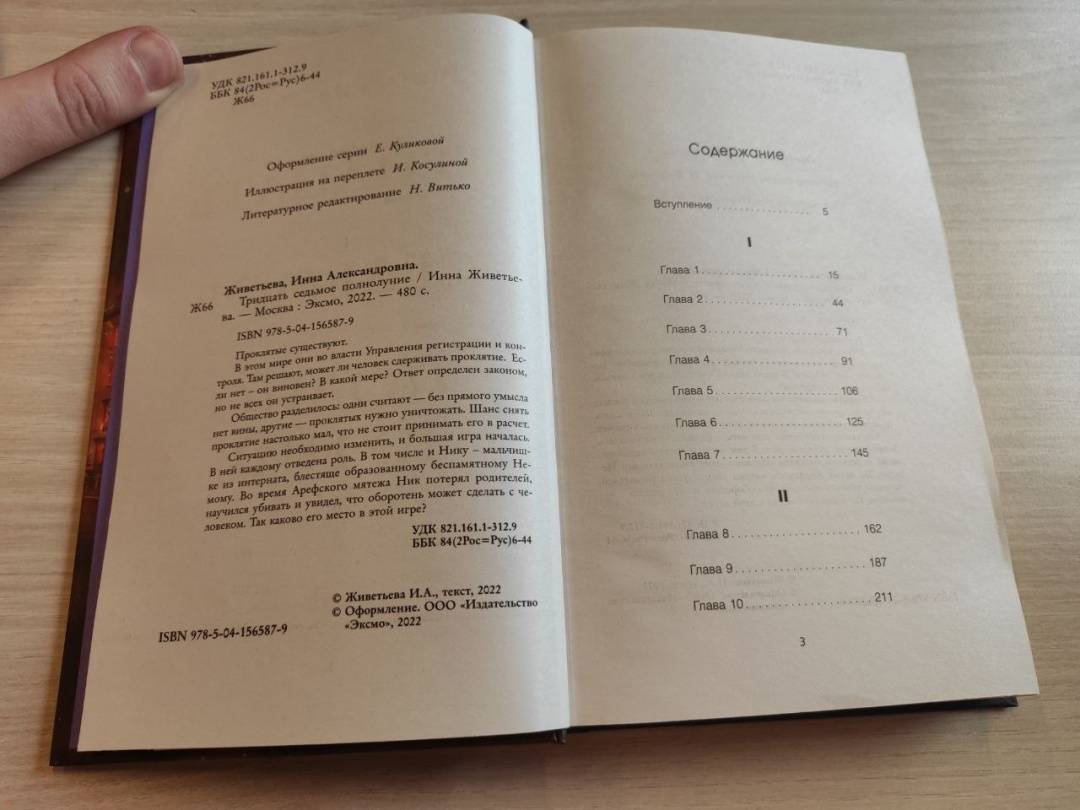 УДК 821.161.1-312.9
ББК 84(2Рос=Рус)6-44
Ж66
Оформление серии Е. Куликовой
Иллюстрация на переплете И. Косулиной
Литературное редактирование Н. Витько
Живетьева, Инна Александровна.
Ж66 Тридцать седьмое полнолуние / Инна Живетье-
ва. — Москва : Эксмо, 2022. — 480 с.
ISBN 978-5-04-156587-9
Проклятые существуют.
В этом мире они во власти Управления регистрации и кон-
троля. Там решают, может ли человек сдерживать проклятие. Ес-
ли нет – он виновен? В какой мере? Ответ определен законом,
но не всех он устраивает.
Общество разделилось: одни считают — без прямого умысла
нет вины, другие — проклятых нужно уничтожать. Шанс снять
проклятие настолько мал, что не стоит принимать его в расчет.
Ситуацию необходимо изменить, и большая игра началась.
В ней каждому отведена роль. В том числе и Нику – мальчиш-
ке из интерната, блестяще образованному беспамятному Не-
мому. Во время Арефского мятежа Ник потерял родителей,
научился убивать и увидел, что оборотень может сделать с че-
ловеком. Так каково его место в этой игре?
УДК 821.161.1-312.9
ББК 84(2Рос=Рус)6-44
© Живетьева И.А., текст, 2022
© Оформление. ООО «Издательство
«Эксмо», 2022
ISBN 978-5-04-156587-9
Содержание
Вступление . . . . . . . . . . . . . . . . 5
I
Глава 1 . . . . . . . . . . . . . . . . . . . . 15
Глава 2 . . . . . . . . . . . . . . . . . . . . 44
Глава 3 . . . . . . . . . . . . . . . . . . . . 71
Глава 4 . . . . . . . . . . . . . . . . . . . . 91
Глава 5 . . . . . . . . . . . . . . . . . . . . 106
Глава 6 . . . . . . . . . . . . . . . . . . . . 125
Глава 7 . . . . . . . . . . . . . . . . . . . . 145
II
Глава 8 . . . . . . . . . . . . . . . . . . . . 162
Глава 9 . . . . . . . . . . . . . . . . . . . . 187
Глава 10 . . . . . . . . . . . . . . . . . . . 211
3